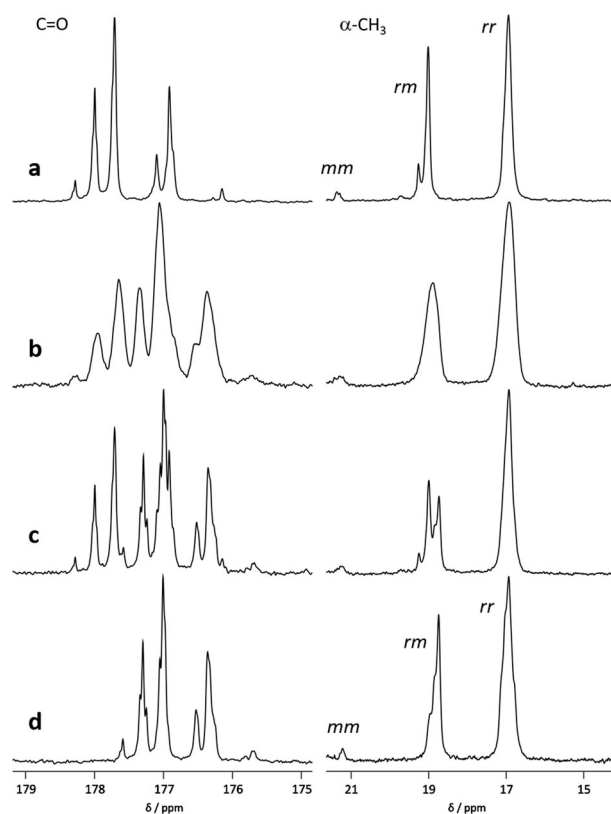 C=O
α-CH3
rr
rm
mm
a
b
c
d
rr
rm
mm
179 178 177 176 175
21 19 17 15
δ / ppm
δ / ppm